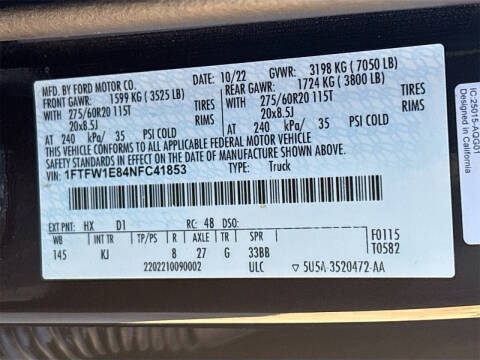 MFD. BY FORD MOTOR CO.
DATE: 10/22 GVWR: 3198 KG ( 7050 LB)
FRONT GAWR: 1599 KG ( 3525 LB) REAR GAWR: 1724 KG ( 3800 LB)
WITH 275/60R20 115T TIRES WITH 275/60R20 115T TIRES
20x8.5J RIMS 20x8.5J RIMS
AT 240 kPa/ 35 PSI COLD AT 240 kPa/ 35 PSI COLD
THIS VEHICLE CONFORMS TO ALL APPLICABLE FEDERAL MOTOR VEHICLE
SAFETY AND THEFT PREVENTION STANDARDS IN EFFECT ON THE DATE OF MANUFACTURE SHOWN ABOVE.
VIN: 1FTFW1E84NFC41853 TYPE: Truck
EXT PNT: HX D1 RC: 48 DSO:
WB INT TR TP/PS R AXLE TR SPR F0115
145 KJ 8 27 G 33BB T0582
2202210090002 ULC ▽ 5U5A-3520472-AA
IC:25015-AQG01
Designed in California